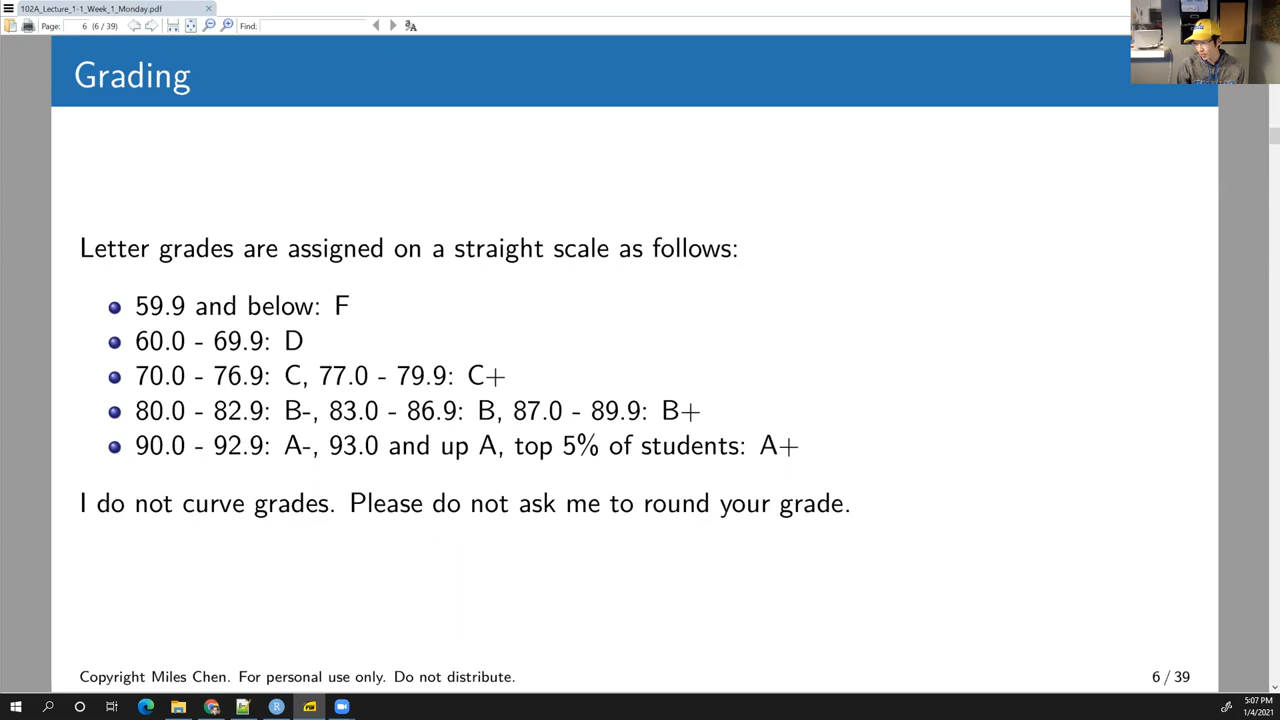 102A_Lecture_1-1_Week_1_Monday.pdf
Page: 6 (6 / 39) Find:
Grading
Letter grades are assigned on a straight scale as follows:
59.9 and below: F
60.0 - 69.9: D
70.0 - 76.9: C, 77.0 - 79.9: C+
80.0 - 82.9: B-, 83.0 - 86.9: B, 87.0 - 89.9: B+
90.0 - 92.9: A-, 93.0 and up A, top 5% of students: A+
I do not curve grades. Please do not ask me to round your grade.
Copyright Miles Chen. For personal use only. Do not distribute.
6 / 39
5:07 PM
1/4/2021